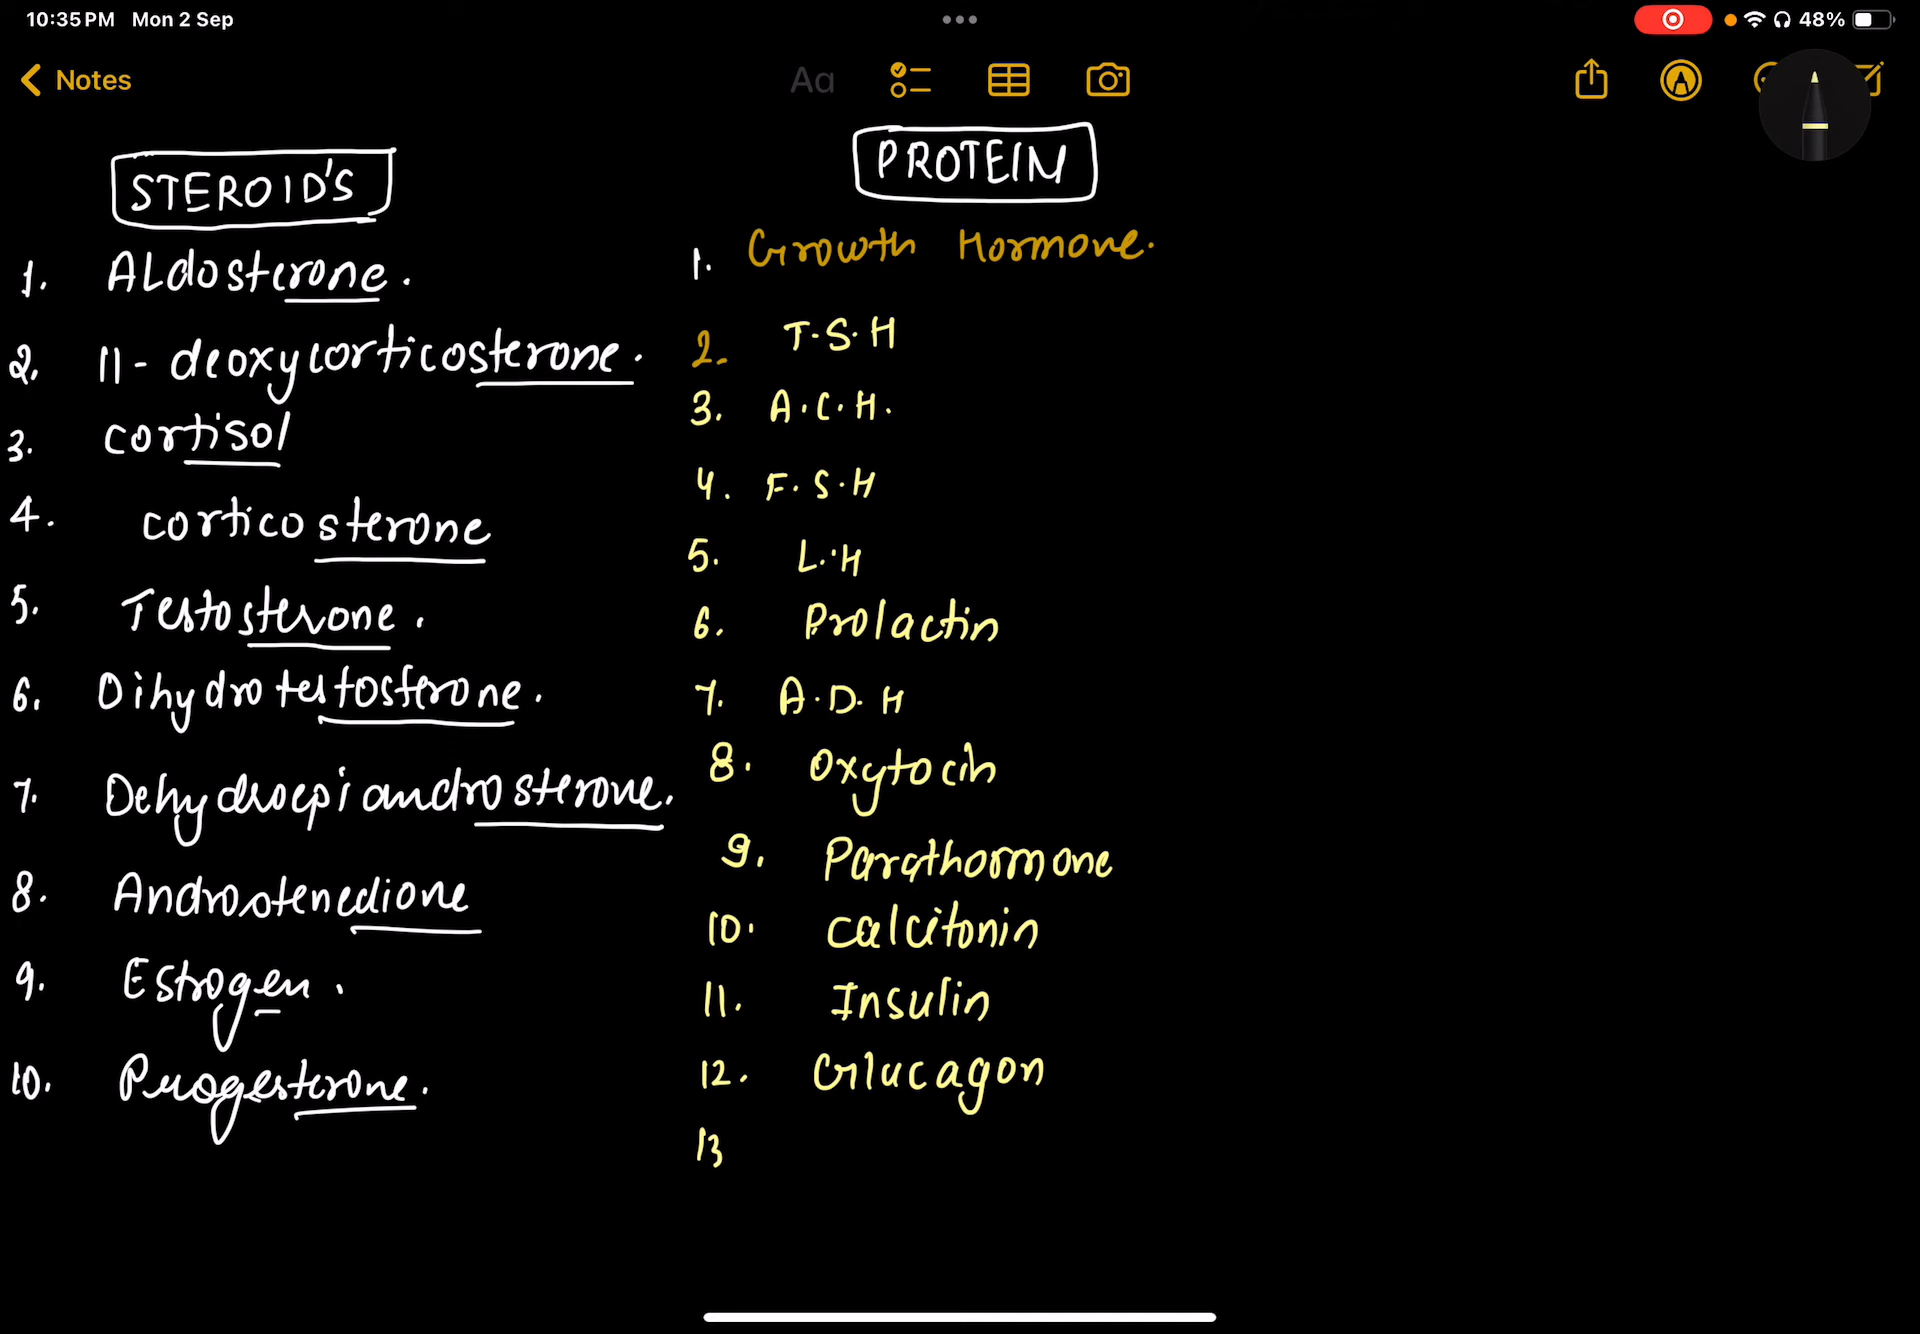 10:35 PM Mon 2 Sep
48%
Notes
Aa
STEROID'S
1. Aldosterone.
2. 11-deoxycorticosterone.
3. cortisol
4. corticosterone
5. Testosterone.
6. Dihydrotestosterone.
7. Dehydroepiandrosterone.
8. Androstenedione
9. Estrogen.
10. Progesterone.
PROTEIN
1. Growth Hormone.
2. T.S.H
3. A.C.H.
4. F.S.H
5. L.H
6. Prolactin
7. A.D.H
8. Oxytocin
9. Parathormone
10. Calcitonin
11. Insulin
12. Glucagon
13